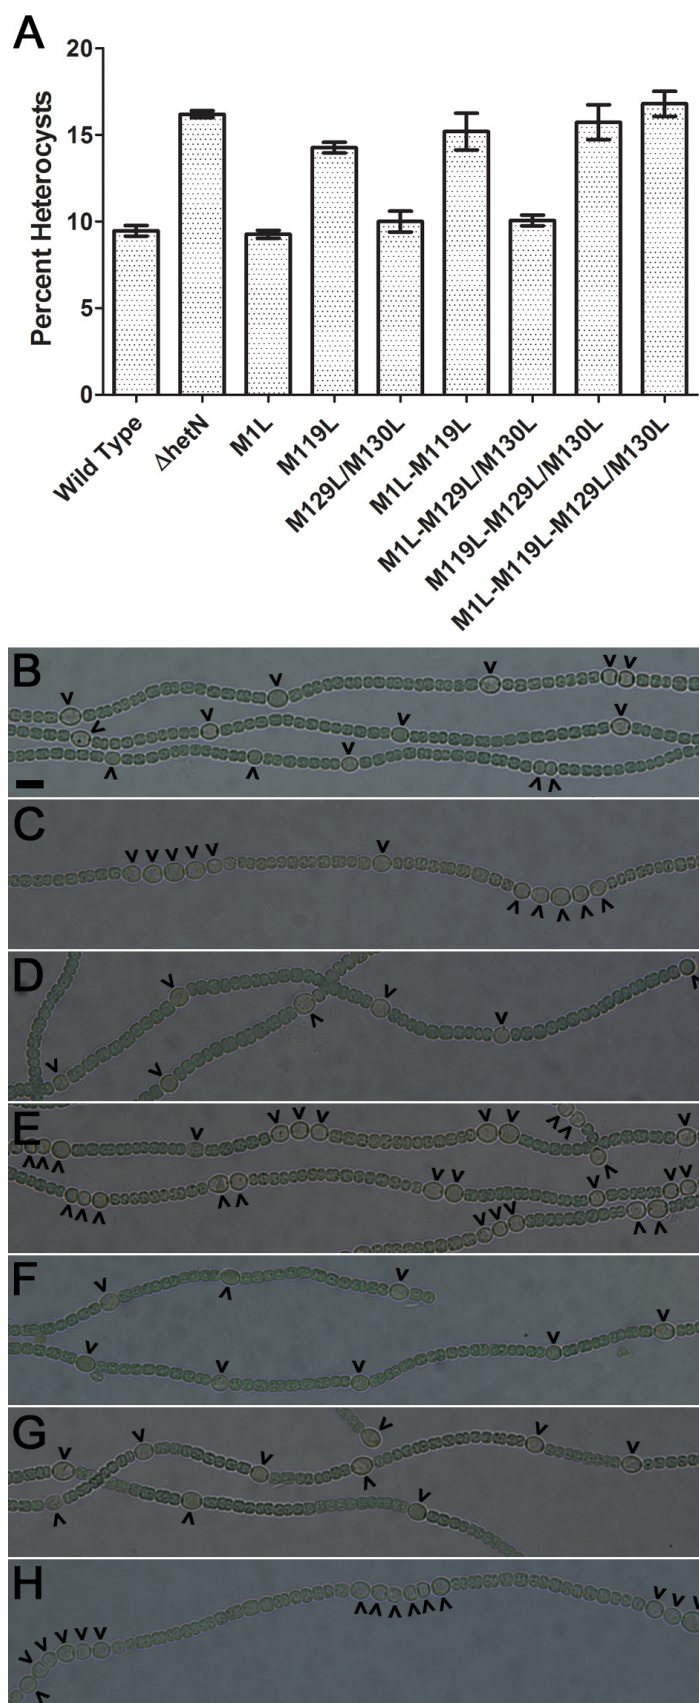 A
20
15
10
5
0
Percent Heterocysts
Wild Type
ΔhetN
M1L
M119L
M129L/M130L
M1L-M119L
M1L-M129L/M130L
M119L-M129L/M130L
M1L-M119L-M129L/M130L
B
C
D
E
F
G
H